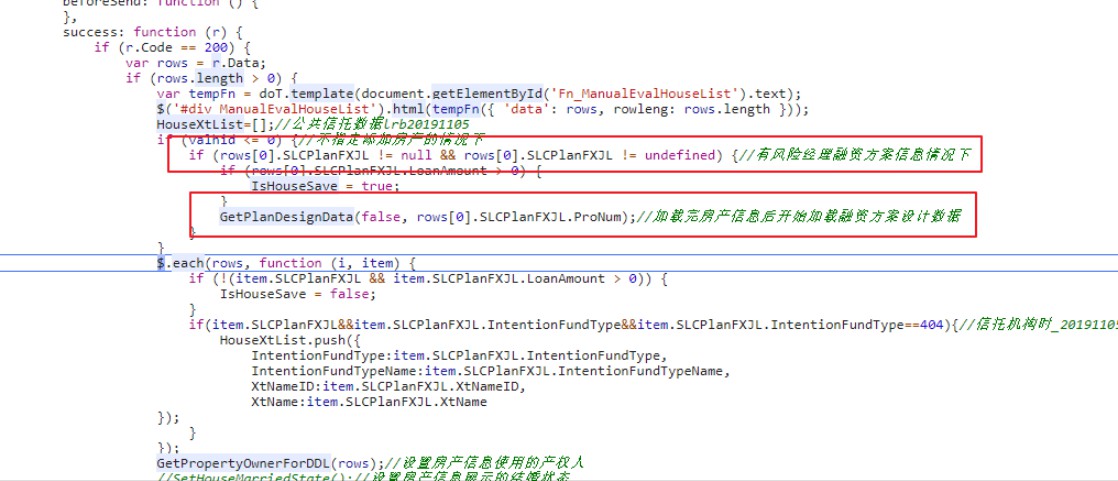 beforeSend: function () {
},
success: function (r) {
if (r.Code == 200) {
var rows = r.Data;
if (rows.length > 0) {
var tempFn = doT.template(document.getElementById('Fn_ManualEvalHouseList').text);
$('#div_ManualEvalHouseList').html(tempFn({ 'data': rows, rowleng: rows.length }));
HouseXtList=[];//公共信托数据lrb20191105
if (valhid <= 0) {//不指定添加房产的情况下
if (rows[0].SLCPlanFXJL != null && rows[0].SLCPlanFXJL != undefined) {//有风险经理融资方案信息情况下
if (rows[0].SLCPlanFXJL.LoanAmount > 0) {
IsHouseSave = true;
}
GetPlanDesignData(false, rows[0].SLCPlanFXJL.ProNum);//加载完房产信息后开始加载融资方案设计数据
}
}
$.each(rows, function (i, item) {
if (!(item.SLCPlanFXJL && item.SLCPlanFXJL.LoanAmount > 0)) {
IsHouseSave = false;
}
if(item.SLCPlanFXJL&&item.SLCPlanFXJL.IntentionFundType&&item.SLCPlanFXJL.IntentionFundType==404){//信托机构时_20191105
HouseXtList.push({
IntentionFundType:item.SLCPlanFXJL.IntentionFundType,
IntentionFundTypeName:item.SLCPlanFXJL.IntentionFundTypeName,
XtNameID:item.SLCPlanFXJL.XtNameID,
XtName:item.SLCPlanFXJL.XtName
});
}
});
GetPropertyOwnerForDDL(rows);//设置房产信息使用的产权人
//SetHouseMarriedState();//设置房产信息展示的结婚状态